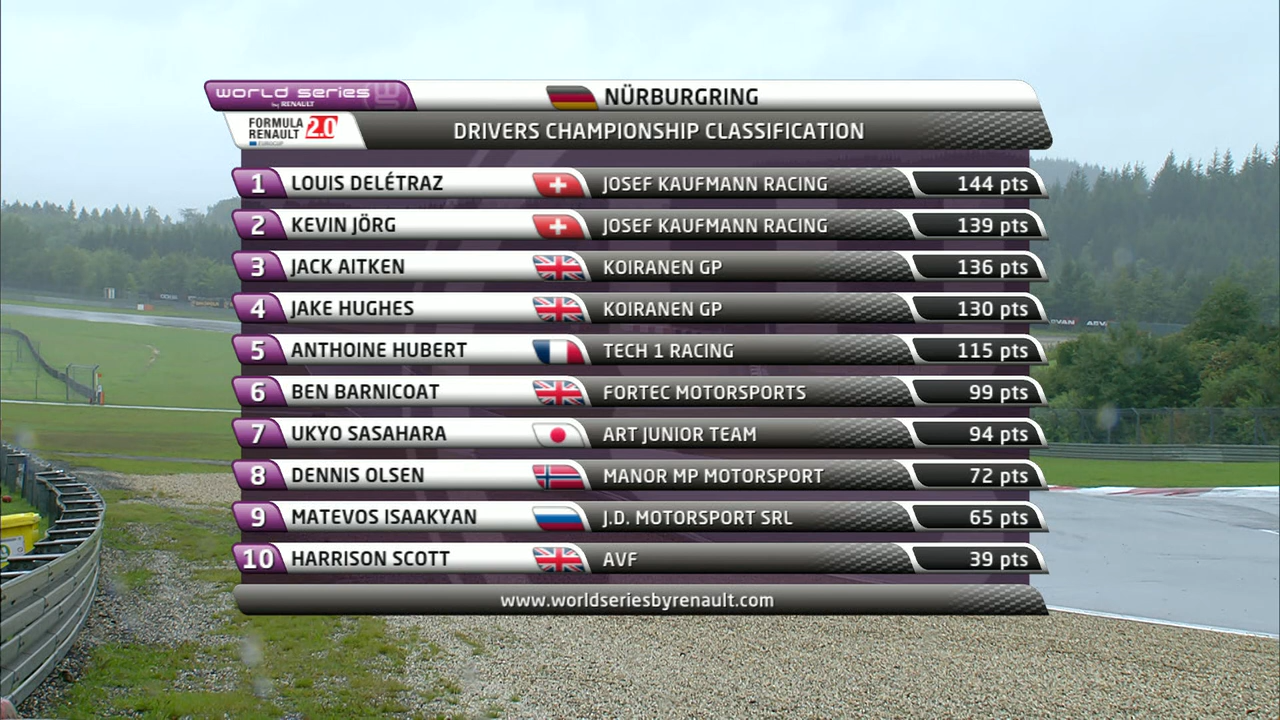 world series
by RENAULT
NÜRBURGRING
FORMULA
RENAULT 2.0
EUROCUP
DRIVERS CHAMPIONSHIP CLASSIFICATION
1 LOUIS DELÉTRAZ JOSEF KAUFMANN RACING 144 pts
2 KEVIN JÖRG JOSEF KAUFMANN RACING 139 pts
3 JACK AITKEN KOIRANEN GP 136 pts
4 JAKE HUGHES KOIRANEN GP 130 pts
5 ANTHOINE HUBERT TECH 1 RACING 115 pts
6 BEN BARNICOAT FORTEC MOTORSPORTS 99 pts
7 UKYO SASAHARA ART JUNIOR TEAM 94 pts
8 DENNIS OLSEN MANOR MP MOTORSPORT 72 pts
9 MATEVOS ISAAKYAN J.D. MOTORSPORT SRL 65 pts
10 HARRISON SCOTT AVF 39 pts
www.worldseriesbyrenault.com